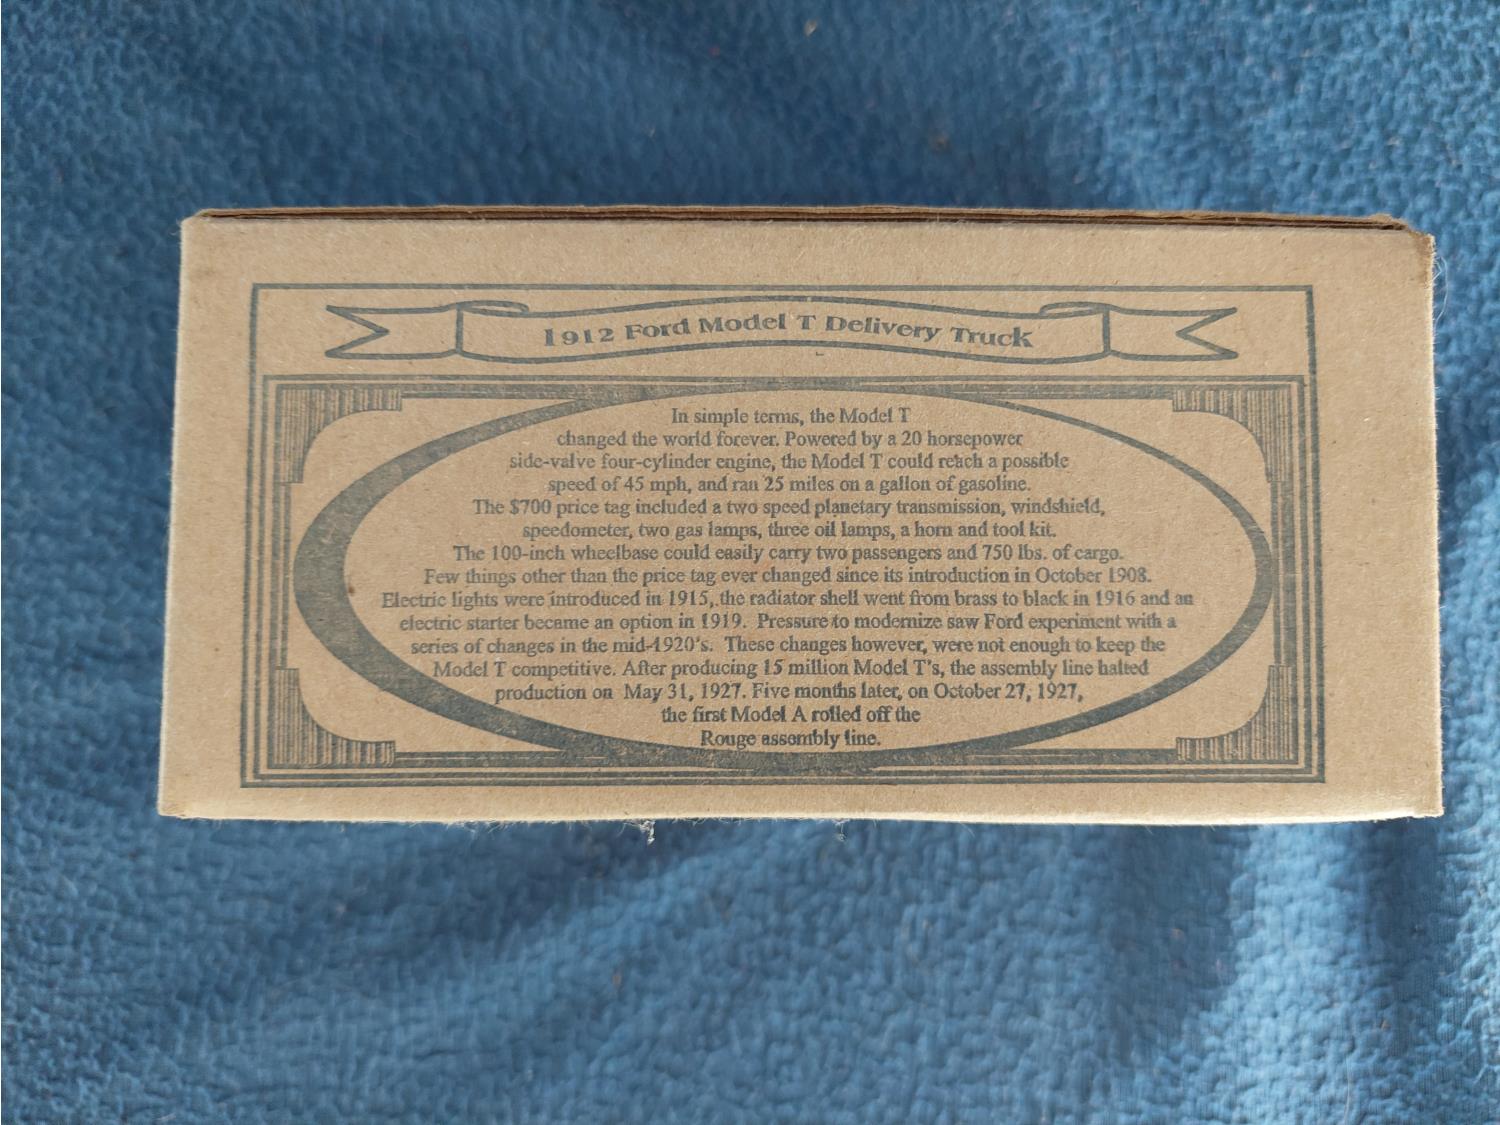 1912 Ford Model T Delivery Truck
In simple terms, the Model T
changed the world forever. Powered by a 20 horsepower
side-valve four-cylinder engine, the Model T could reach a possible
speed of 45 mph, and ran 25 miles on a gallon of gasoline.
The $700 price tag included a two speed planetary transmission, windshield,
speedometer, two gas lamps, three oil lamps, a horn and tool kit.
The 100-inch wheelbase could easily carry two passengers and 750 lbs. of cargo.
Few things other than the price tag ever changed since its introduction in October 1908.
Electric lights were introduced in 1915, the radiator shell went from brass to black in 1916 and an
electric starter became an option in 1919. Pressure to modernize saw Ford experiment with a
series of changes in the mid-1920's. These changes however, were not enough to keep the
Model T competitive. After producing 15 million Model T's, the assembly line halted
production on May 31, 1927. Five months later, on October 27, 1927,
the first Model A rolled off the
Rouge assembly line.